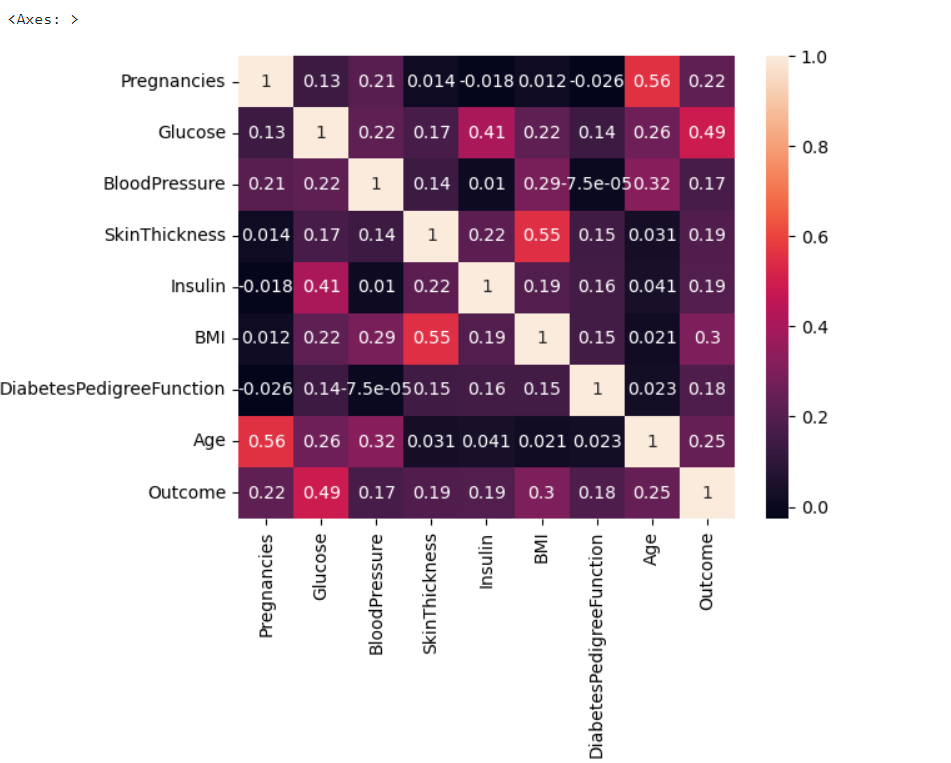 <Axes: >
Pregnancies 1 0.13 0.21 0.014 -0.018 0.012 -0.026 0.56 0.22
Glucose 0.13 1 0.22 0.17 0.41 0.22 0.14 0.26 0.49
BloodPressure 0.21 0.22 1 0.14 0.01 0.29 -7.5e-05 0.32 0.17
SkinThickness 0.014 0.17 0.14 1 0.22 0.55 0.15 0.031 0.19
Insulin -0.018 0.41 0.01 0.22 1 0.19 0.16 0.041 0.19
BMI 0.012 0.22 0.29 0.55 0.19 1 0.15 0.021 0.3
DiabetesPedigreeFunction -0.026 0.14 -7.5e-05 0.15 0.16 0.15 1 0.023 0.18
Age 0.56 0.26 0.32 0.031 0.041 0.021 0.023 1 0.25
Outcome 0.22 0.49 0.17 0.19 0.19 0.3 0.18 0.25 1
Pregnancies
Glucose
BloodPressure
SkinThickness
Insulin
BMI
DiabetesPedigreeFunction
Age
Outcome
1.0
0.8
0.6
0.4
0.2
0.0